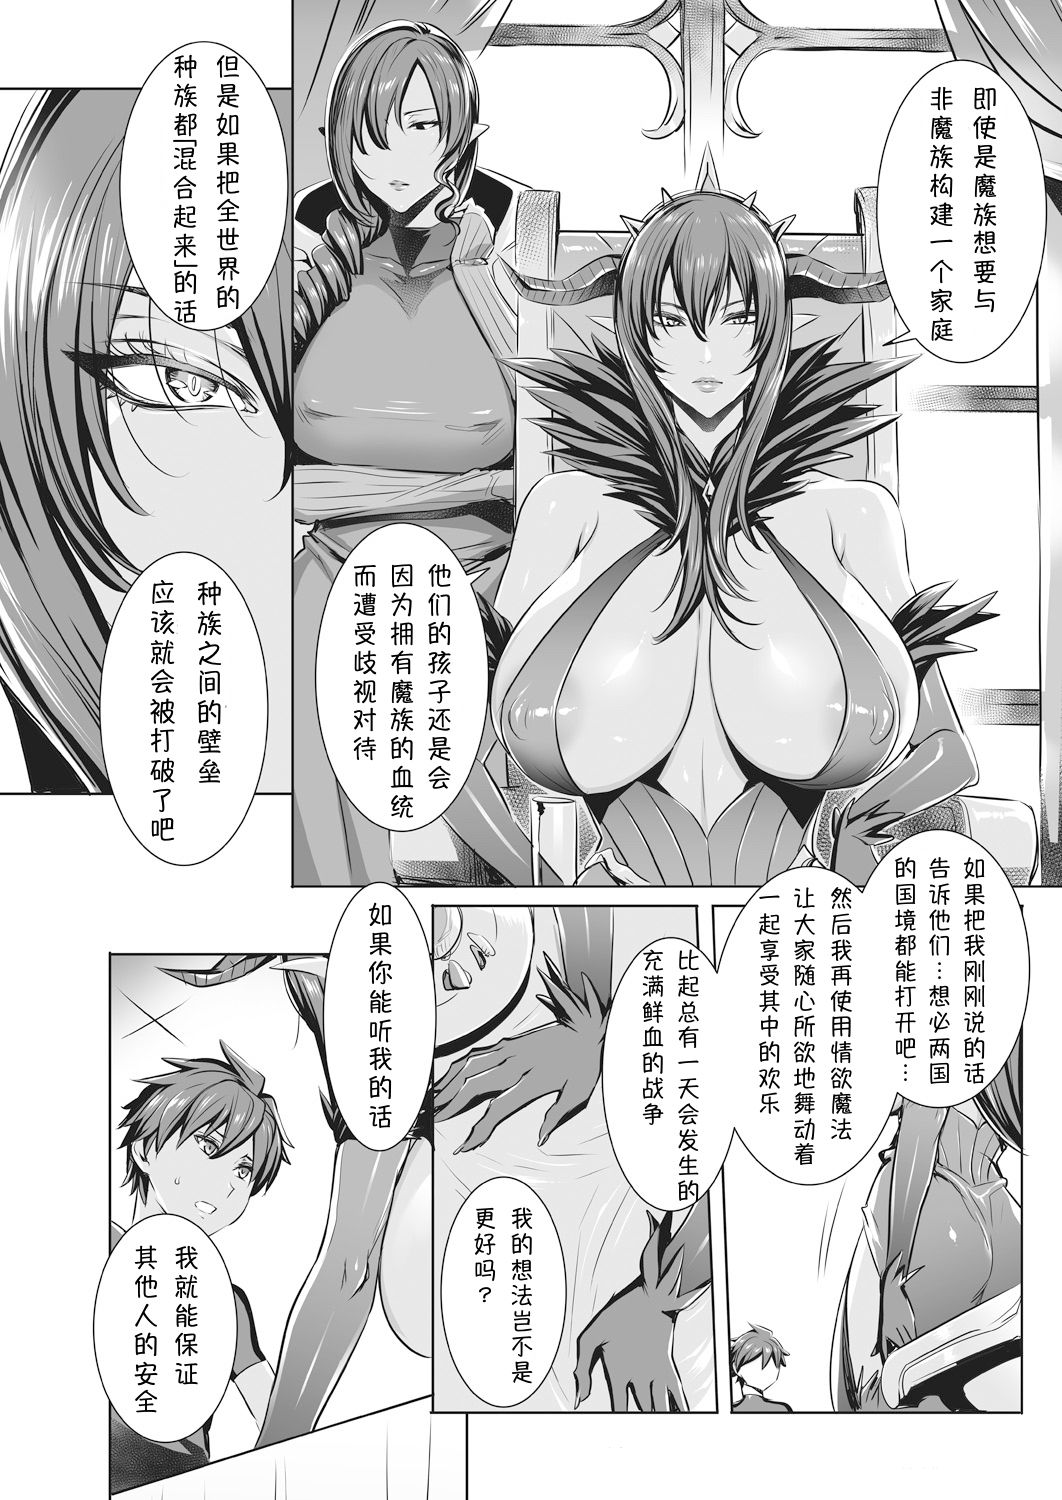 即使是魔族想要与
非魔族构建一个家庭
他们的孩子还是会
因为拥有魔族的血统
而遭受歧视对待
但是如果把全世界的
种族都「混合起来」的话
种族之间的壁垒
应该就会被打破了吧
如果把我刚刚说的话
告诉他们…想必两国
的国境都能打开吧…
然后我再使用情欲魔法
让大家随心所欲地舞动着
一起享受其中的欢乐
比起总有一天会发生的
充满鲜血的战争
我的想法岂不是
更好吗？
如果你能听我的话
我就能保证
其他人的安全